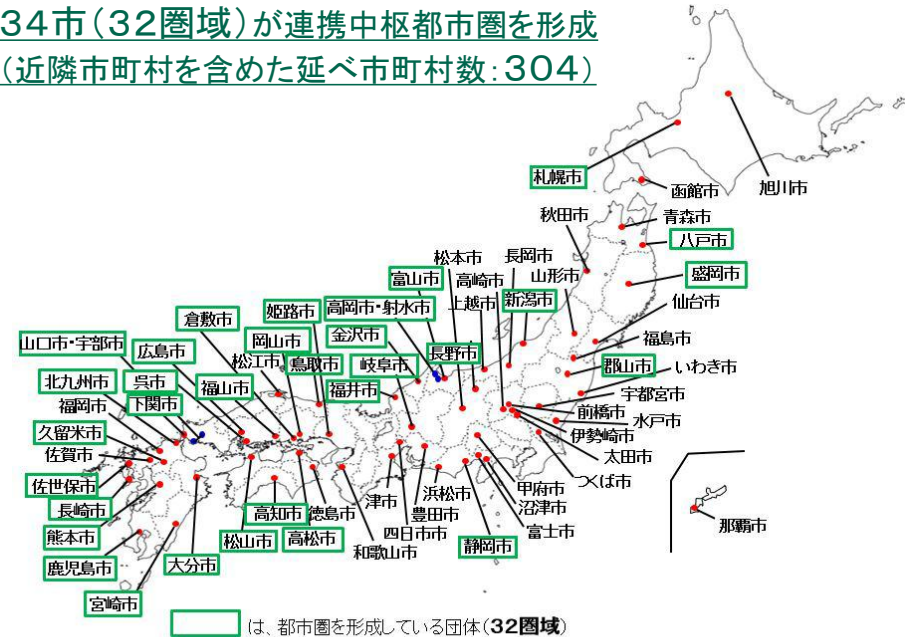 34市(32圏域)が連携中枢都市圏を形成
(近隣市町村を含めた延べ市町村数:304)
札幌市
函館市
旭川市
秋田市
青森市
八戸市
松本市
長岡市
高崎市
山形市
盛岡市
富山市
上越市
新潟市
仙台市
姫路市
高岡市・射水市
倉敷市
福島市
山口市・宇部市
岡山市
金沢市
広島市
松江市
鳥取市
岐阜市
長野市
郡山市
いわき市
北九州市
呉市
福山市
福井市
宇都宮市
福岡市
下関市
前橋市
水戸市
久留米市
伊勢崎市
佐賀市
太田市
佐世保市
つくば市
甲府市
長崎市
高知市
徳島市
津市
浜松市
沼津市
豊田市
那覇市
熊本市
松山市
高松市
四日市市
富士市
和歌山市
静岡市
鹿児島市
大分市
宮崎市
は、都市圏を形成している団体(32圏域)